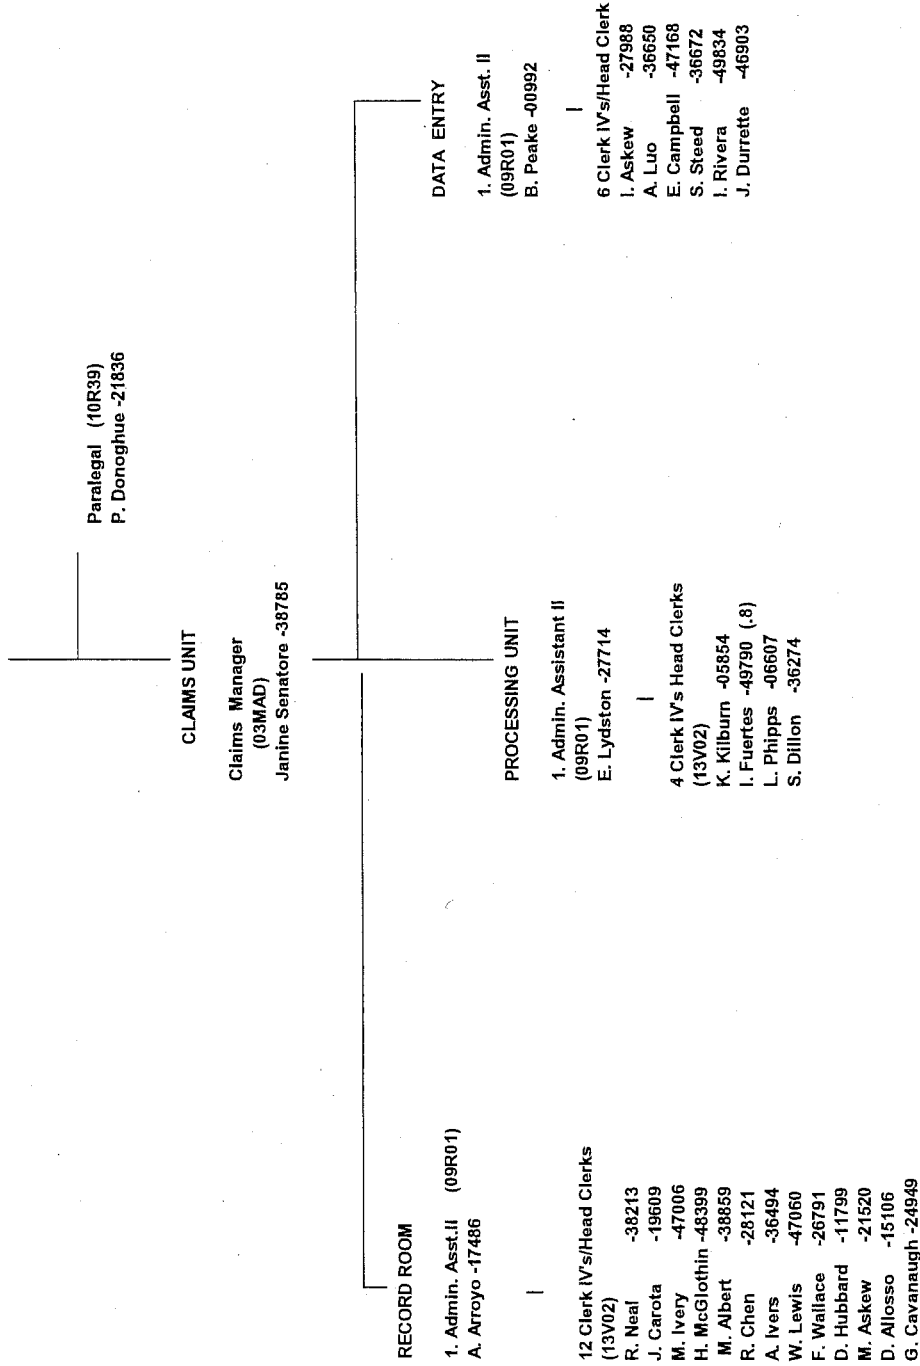 Paralegal (10R39)
P. Donoghue -21836
CLAIMS UNIT
Claims Manager
(03MAD)
Janine Senatore -38785
RECORD ROOM
1. Admin. Asst.II (09R01)
A. Arroyo -17486
12 Clerk IV's/Head Clerks
(13V02)
R. Neal -38213
J. Carota -19609
M. Ivery -47006
H. McGlothin -48399
M. Albert -38859
R. Chen -28121
A. Ivers -36494
W. Lewis -47060
F. Wallace -26791
D. Hubbard -11799
M. Askew -21520
D. Allosso -15106
G. Cavanaugh -24949
PROCESSING UNIT
1. Admin. Assistant II
(09R01)
E. Lydston -27714
4 Clerk IV's Head Clerks
(13V02)
K. Kilburn -05854
I. Fuertes -49790 (.8)
L. Phipps -06607
S. Dillon -36274
DATA ENTRY
1. Admin. Asst. II
(09R01)
B. Peake -00992
6 Clerk IV's/Head Clerk
I. Askew -27988
A. Luo -36650
E. Campbell -47168
S. Steed -36672
I. Rivera -49834
J. Durrette -46903